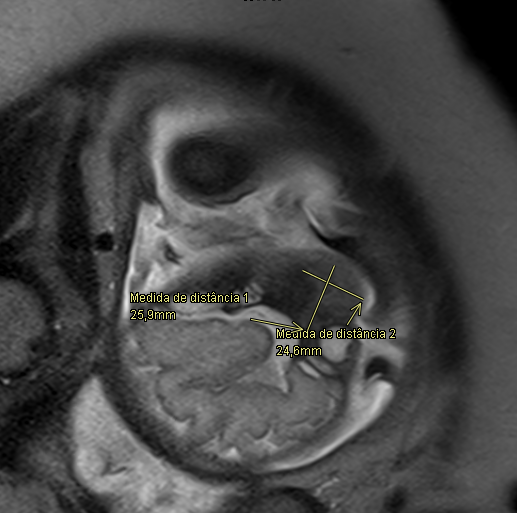 Medida de distância 1
25,9mm
Medida de distância 2
24,6mm